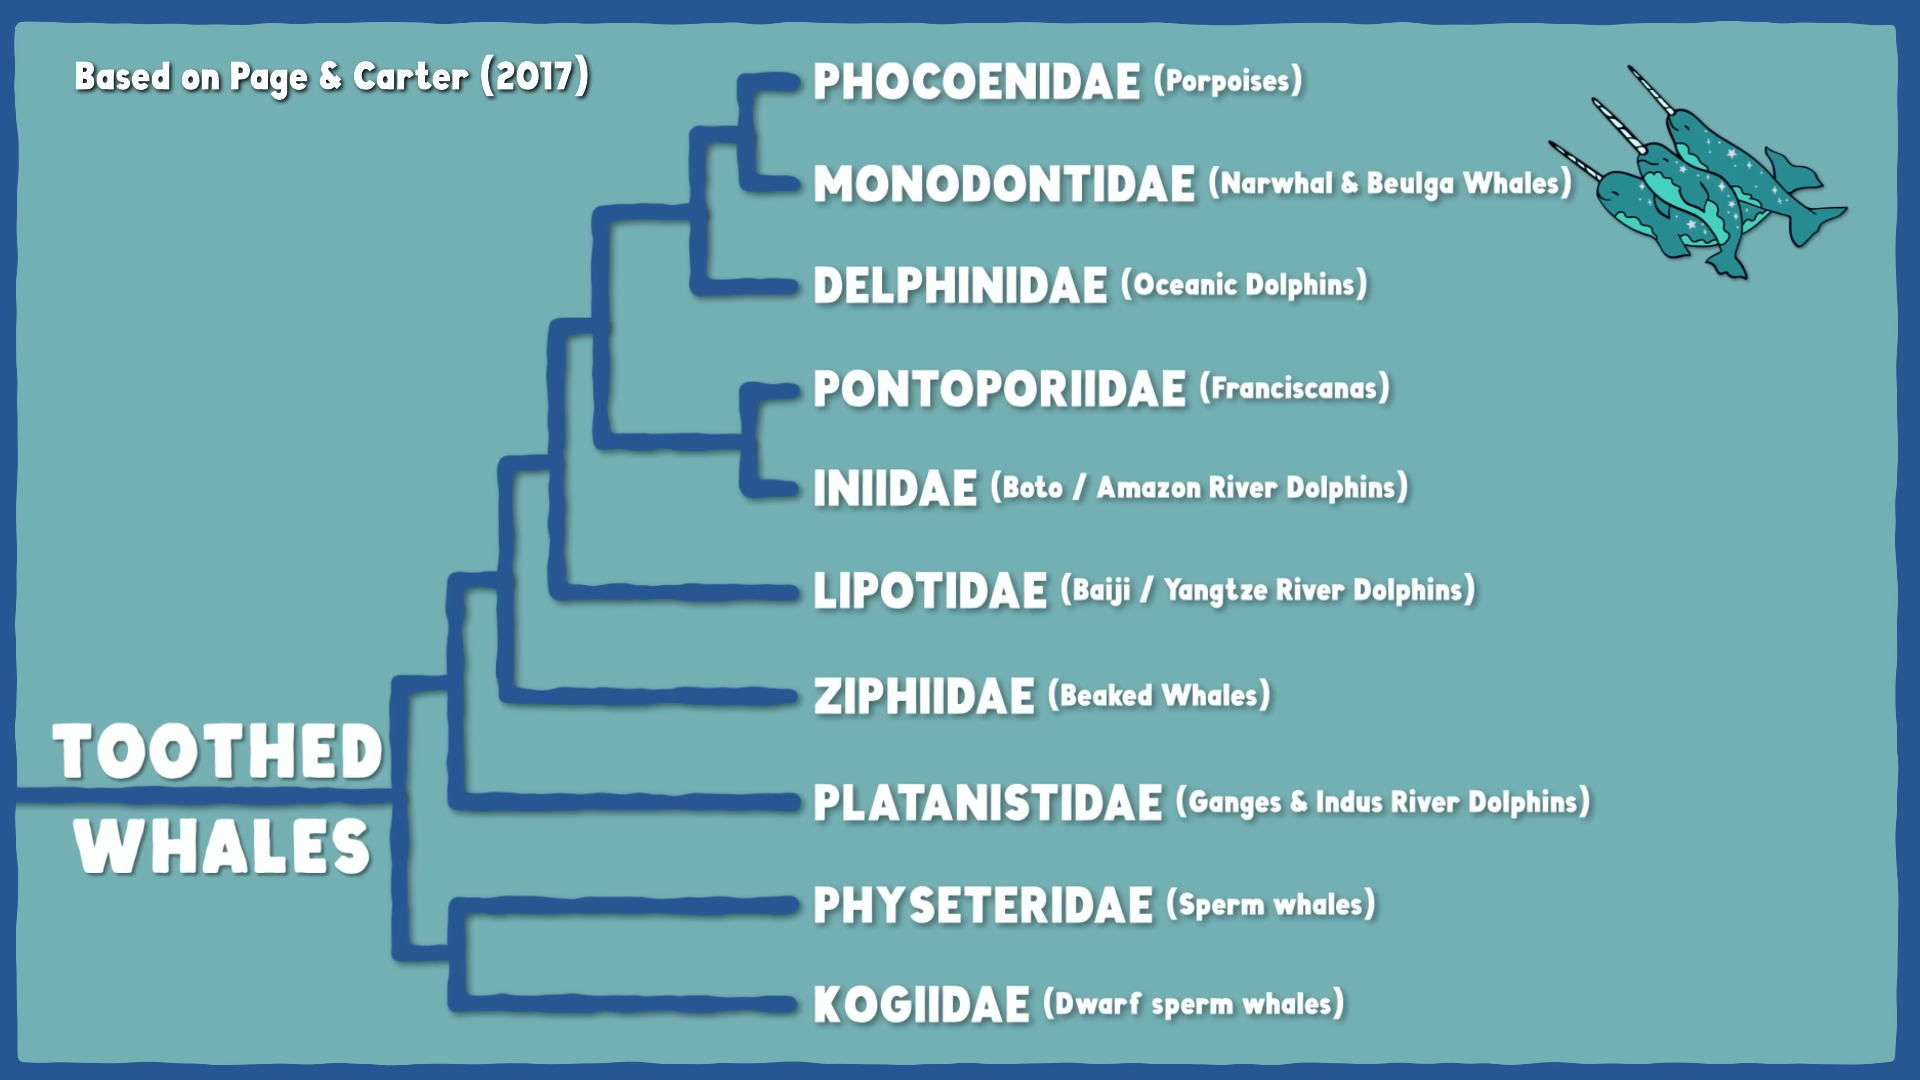 Based on Page & Carter (2017)
PHOCOENIDAE (Porpoises)
MONODONTIDAE (Narwhal & Beulga Whales)
DELPHINIDAE (Oceanic Dolphins)
PONTOPORIIDAE (Franciscanas)
INIIDAE (Boto / Amazon River Dolphins)
LIPOTIDAE (Baiji / Yangtze River Dolphins)
ZIPHIIDAE (Beaked Whales)
TOOTHED
WHALES
PLATANISTIDAE (Ganges & Indus River Dolphins)
PHYSETERIDAE (Sperm whales)
KOGIIDAE (Dwarf sperm whales)